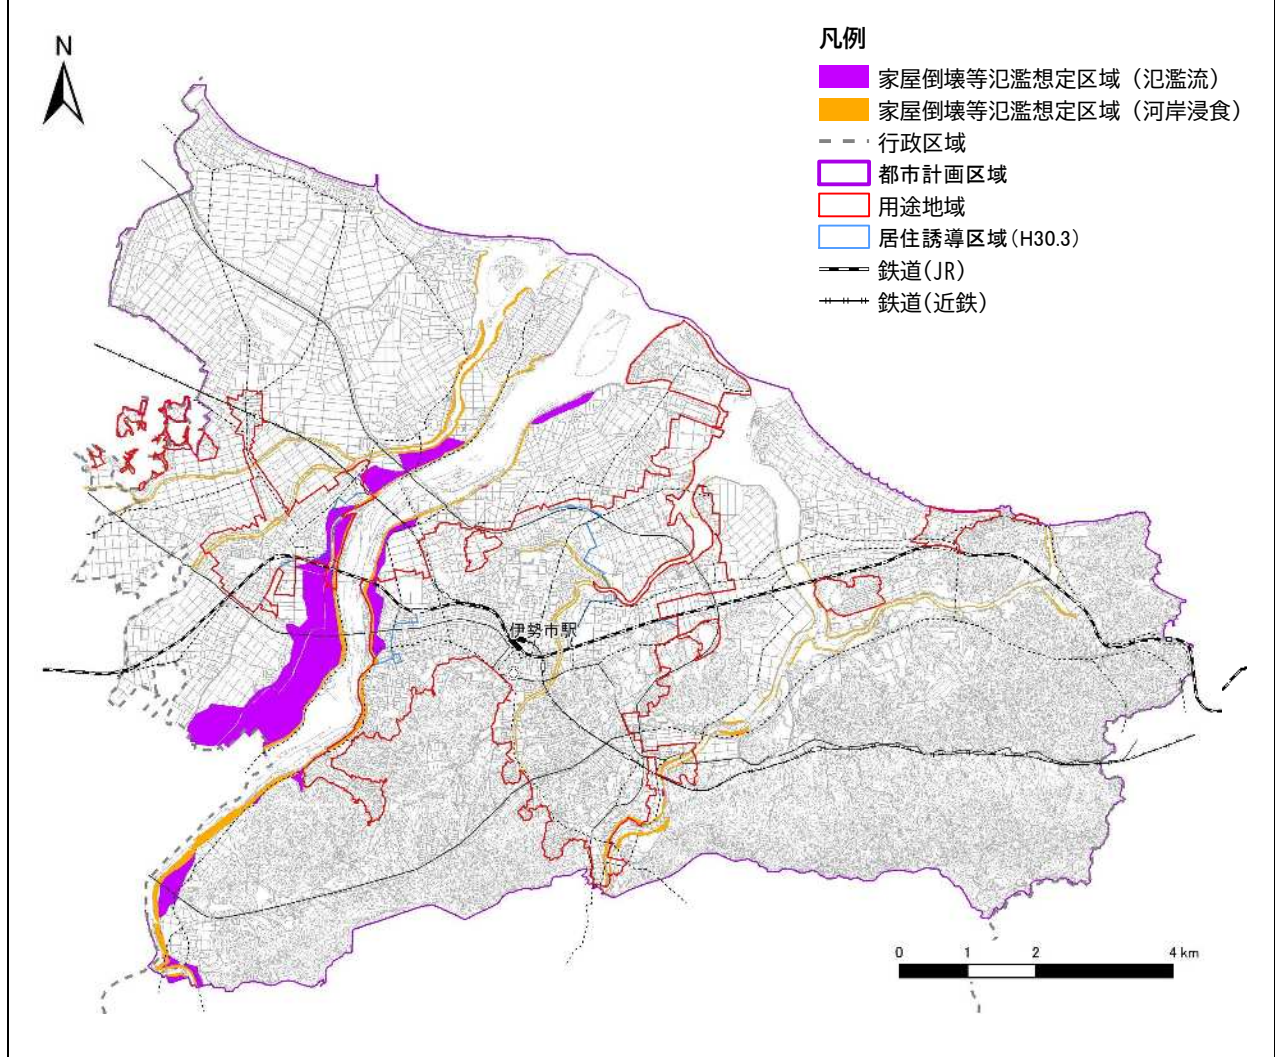 N
凡例
家屋倒壊等氾濫想定区域（氾濫流）
家屋倒壊等氾濫想定区域（河岸浸食）
行政区域
都市計画区域
用途地域
居住誘導区域(H30.3)
鉄道(JR)
鉄道(近鉄)
伊勢市駅
0 1 2 4 km